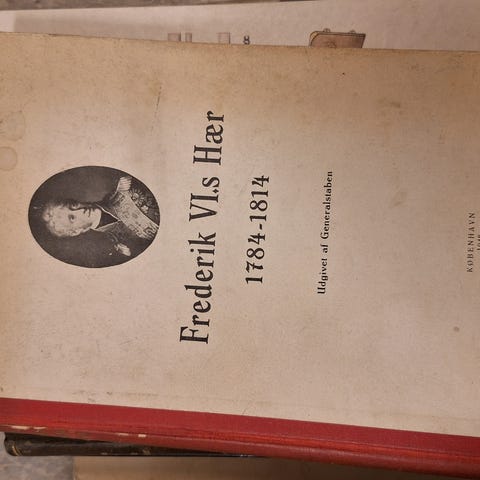 Frederik VI.s Hær
1784-1814
Udgivet af Generalstaben
KØBENHAVN